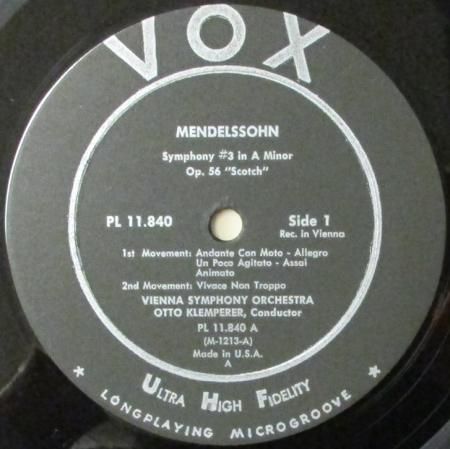 VOX
MENDELSSOHN
Symphony #3 in A Minor
Op. 56 "Scotch"
PL 11.840
Side 1
Rec. in Vienna
1st Movement: Andante Con Moto - Allegro
Un Poco Agitato - Assai
Animato
2nd Movement: Vivace Non Troppo
VIENNA SYMPHONY ORCHESTRA
OTTO KLEMPERER, Conductor
PL 11.840 A
(M-1213-A)
Made in U.S.A.
A
ULTRA HIGH FIDELITY
* LONGPLAYING MICROGROOVE *